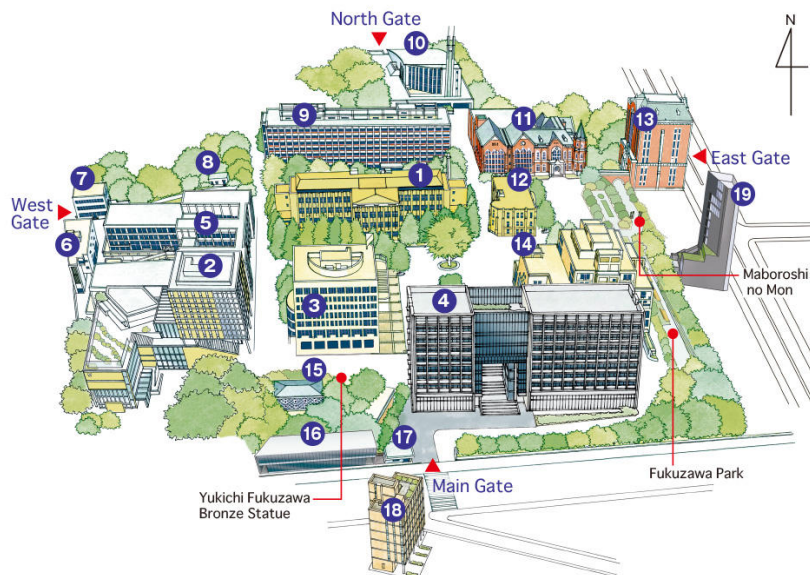 North Gate
N
10
9
11
13
East Gate
8
1
12
19
7
West
Gate
5
6
2
14
Maboroshi
no Mon
3
4
15
16
17
Main Gate
Fukuzawa Park
Yukichi Fukuzawa
Bronze Statue
18